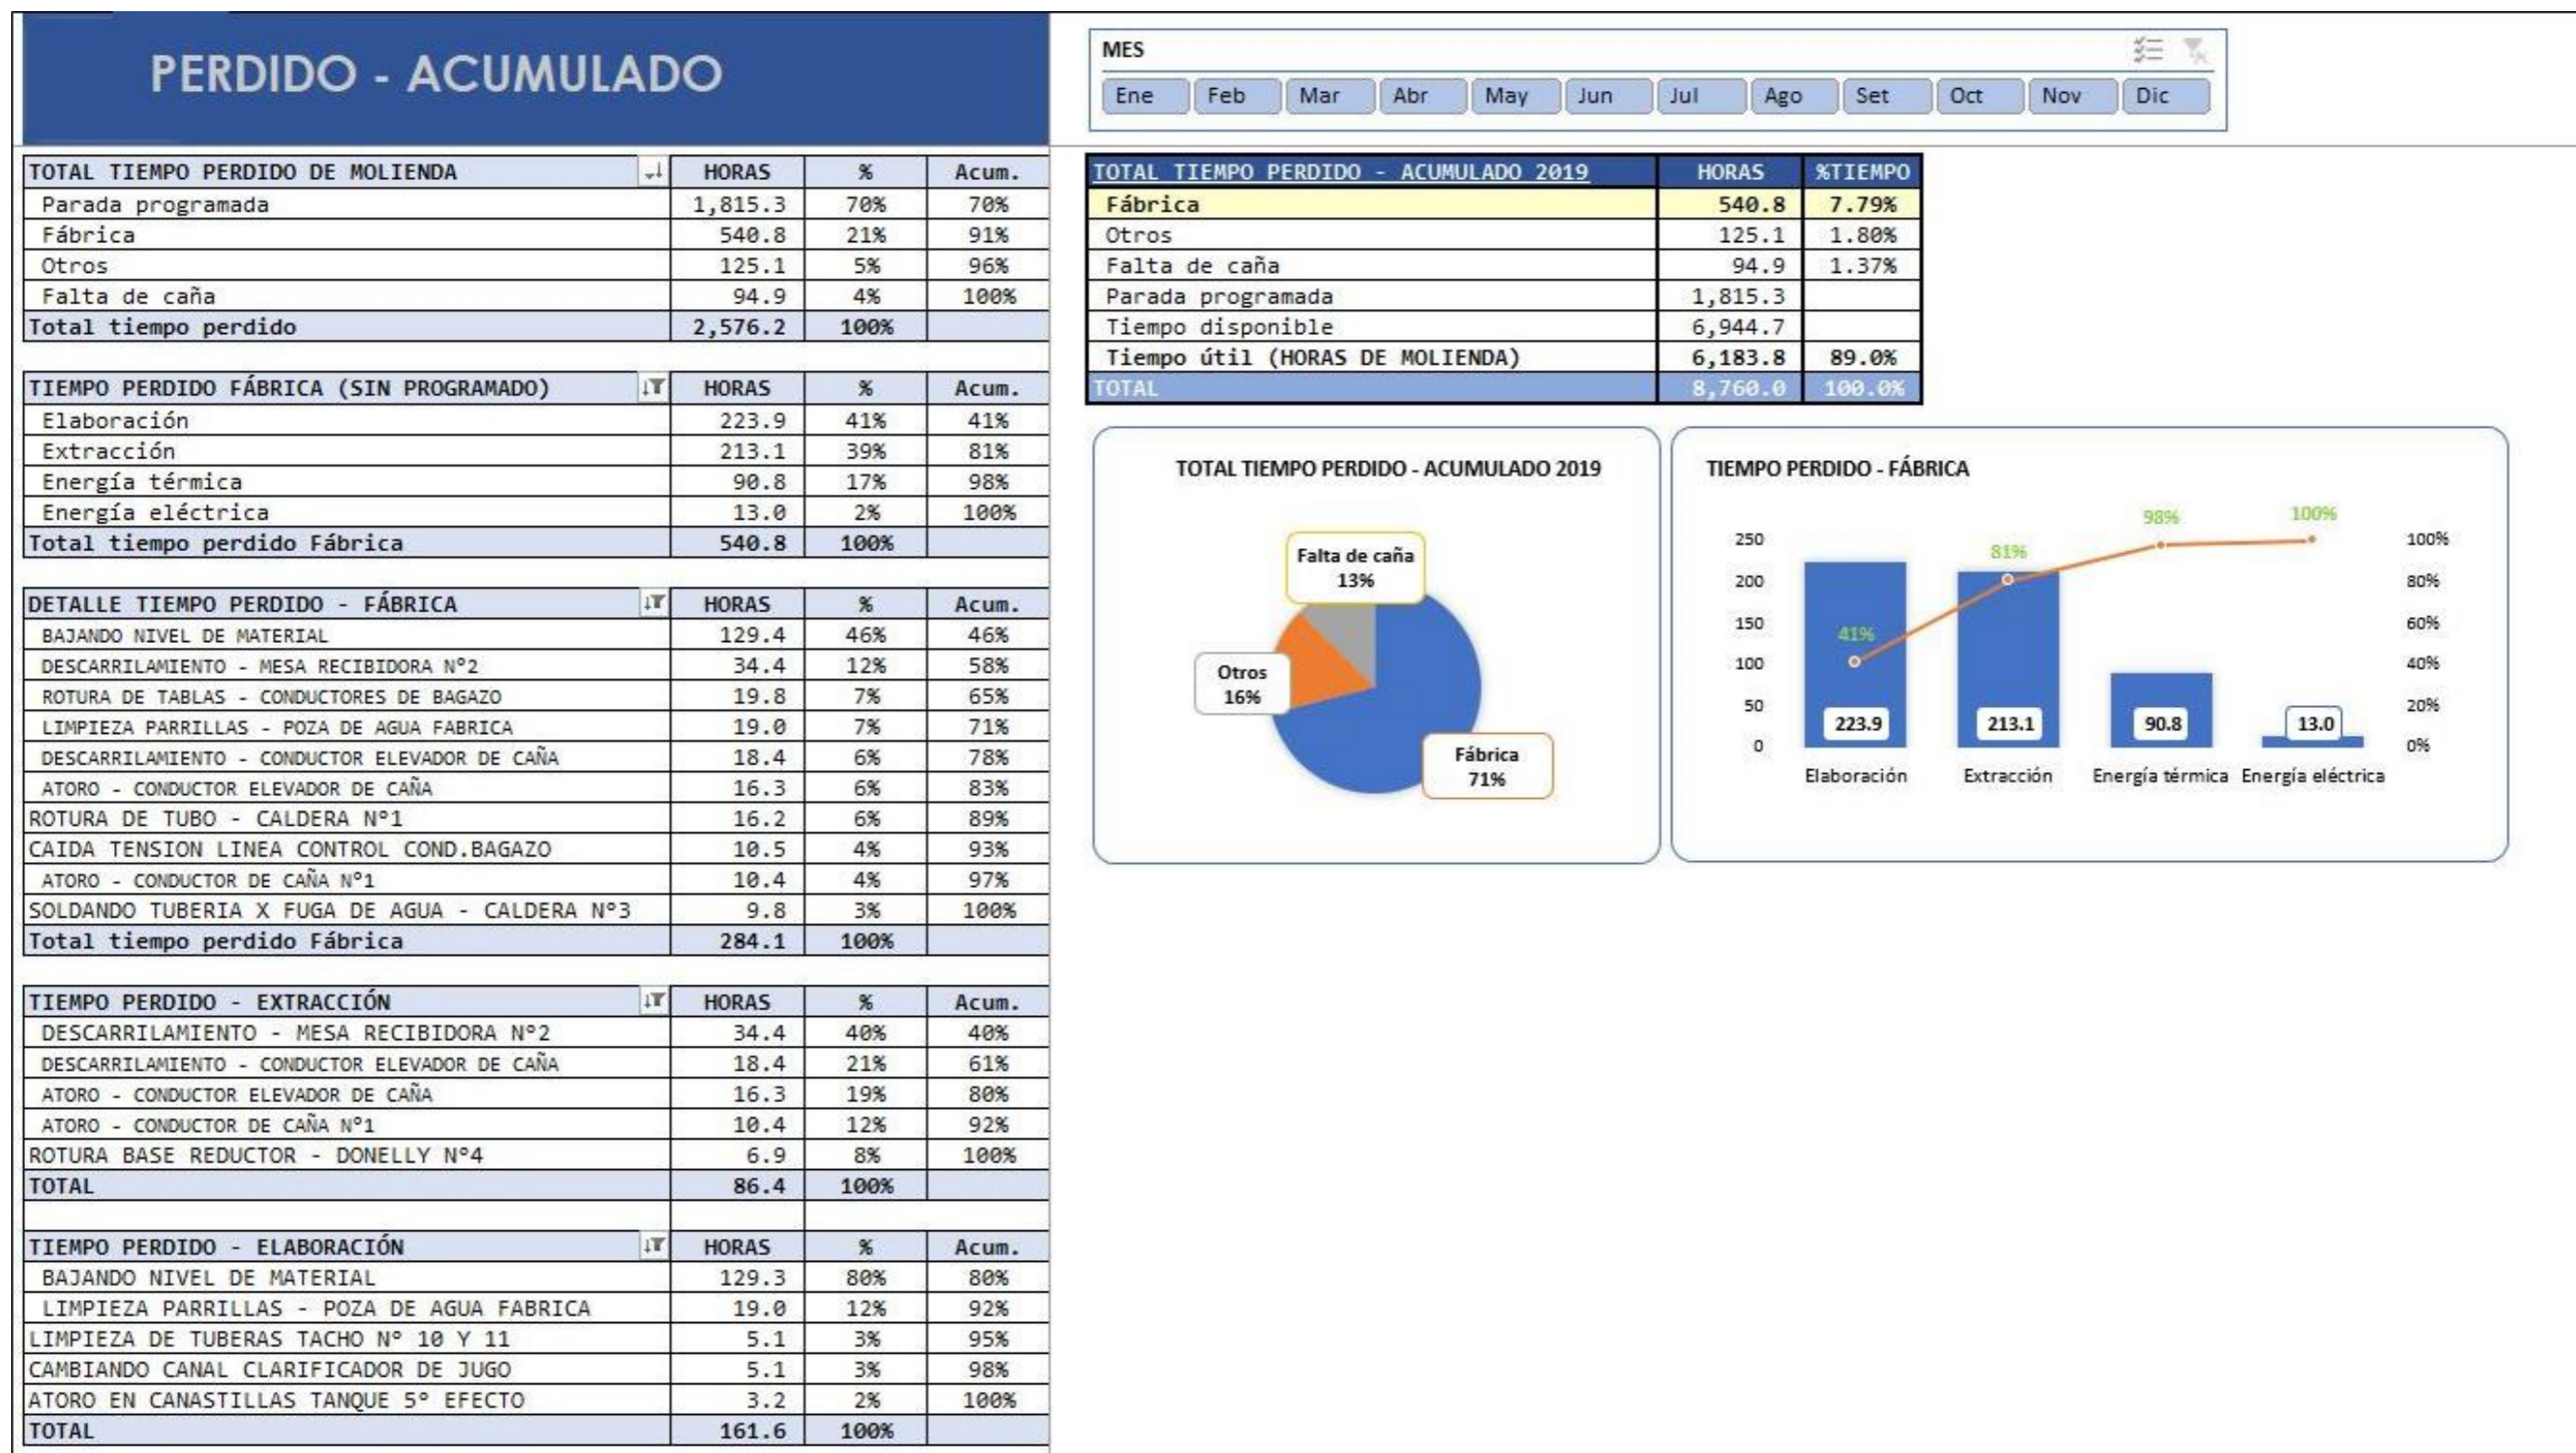 PERDIDO - ACUMULADO
MES
Ene Feb Mar Abr May Jun Jul Ago Set Oct Nov Dic
TOTAL TIEMPO PERDIDO DE MOLIENDA HORAS % Acum.
Parada programada 1,815.3 70% 70%
Fábrica 540.8 21% 91%
Otros 125.1 5% 96%
Falta de caña 94.9 4% 100%
Total tiempo perdido 2,576.2 100%
TIEMPO PERDIDO FÁBRICA (SIN PROGRAMADO) HORAS % Acum.
Elaboración 223.9 41% 41%
Extracción 213.1 39% 81%
Energía térmica 90.8 17% 98%
Energía eléctrica 13.0 2% 100%
Total tiempo perdido Fábrica 540.8 100%
DETALLE TIEMPO PERDIDO - FÁBRICA HORAS % Acum.
BAJANDO NIVEL DE MATERIAL 129.4 46% 46%
DESCARRILAMIENTO - MESA RECIBIDORA Nº2 34.4 12% 58%
ROTURA DE TABLAS - CONDUCTORES DE BAGAZO 19.8 7% 65%
LIMPIEZA PARRILLAS - POZA DE AGUA FABRICA 19.0 7% 71%
DESCARRILAMIENTO - CONDUCTOR ELEVADOR DE CAÑA 18.4 6% 78%
ATORO - CONDUCTOR ELEVADOR DE CAÑA 16.3 6% 83%
ROTURA DE TUBO - CALDERA Nº1 16.2 6% 89%
CAIDA TENSION LINEA CONTROL COND.BAGAZO 10.5 4% 93%
ATORO - CONDUCTOR DE CAÑA Nº1 10.4 4% 97%
SOLDANDO TUBERIA X FUGA DE AGUA - CALDERA Nº3 9.8 3% 100%
Total tiempo perdido Fábrica 284.1 100%
TIEMPO PERDIDO - EXTRACCIÓN HORAS % Acum.
DESCARRILAMIENTO - MESA RECIBIDORA Nº2 34.4 40% 40%
DESCARRILAMIENTO - CONDUCTOR ELEVADOR DE CAÑA 18.4 21% 61%
ATORO - CONDUCTOR ELEVADOR DE CAÑA 16.3 19% 80%
ATORO - CONDUCTOR DE CAÑA Nº1 10.4 12% 92%
ROTURA BASE REDUCTOR - DONELLY Nº4 6.9 8% 100%
TOTAL 86.4 100%
TIEMPO PERDIDO - ELABORACIÓN HORAS % Acum.
BAJANDO NIVEL DE MATERIAL 129.3 80% 80%
LIMPIEZA PARRILLAS - POZA DE AGUA FABRICA 19.0 12% 92%
LIMPIEZA DE TUBERAS TACHO Nº 10 Y 11 5.1 3% 95%
CAMBIANDO CANAL CLARIFICADOR DE JUGO 5.1 3% 98%
ATORO EN CANASTILLAS TANQUE 5º EFECTO 3.2 2% 100%
TOTAL 161.6 100%
TOTAL TIEMPO PERDIDO - ACUMULADO 2019 HORAS %TIEMPO
Fábrica 540.8 7.79%
Otros 125.1 1.80%
Falta de caña 94.9 1.37%
Parada programada 1,815.3
Tiempo disponible 6,944.7
Tiempo útil (HORAS DE MOLIENDA) 6,183.8 89.0%
TOTAL 8,760.0 100.0%
TOTAL TIEMPO PERDIDO - ACUMULADO 2019
Falta de caña
13%
Otros
16%
Fábrica
71%
TIEMPO PERDIDO - FÁBRICA
98% 100%
250 100%
81%
200 80%
150 60%
41%
100 40%
50 20%
223.9 213.1 90.8 13.0
0 0%
Elaboración Extracción Energía térmica Energía eléctrica